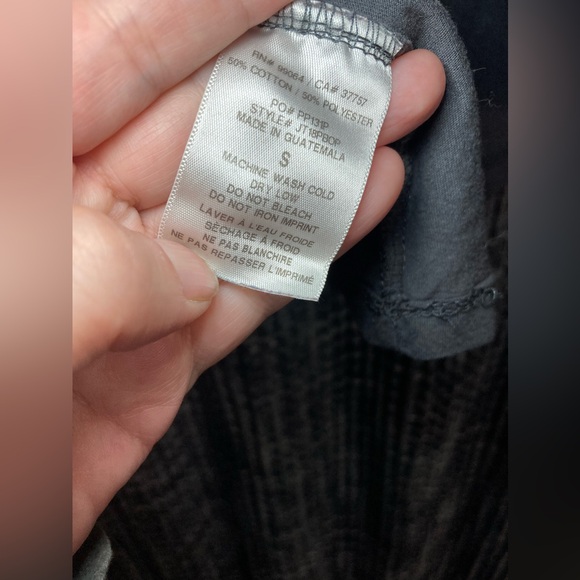 RN# 99064 / CA# 37757
50% COTTON / 50% POLYESTER
PO# PP131P
STYLE# JT18PBOP
MADE IN GUATEMALA
S
MACHINE WASH COLD
DRY LOW
DO NOT BLEACH
DO NOT IRON IMPRINT
LAVER À L'EAU FROIDE
SÉCHAGE À FROID
NE PAS BLANCHIRE
NE PAS REPASSER L'IMPRIMÉ